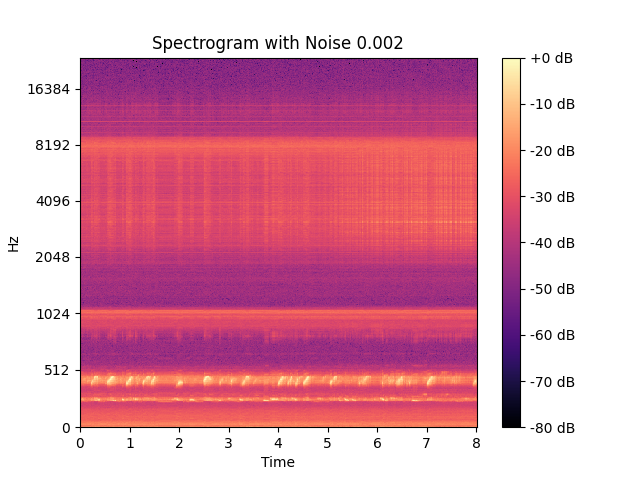 Spectrogram with Noise 0.002
+0 dB
16384
-10 dB
8192
-20 dB
4096
-30 dB
-40 dB
Hz
2048
-50 dB
1024
-60 dB
512
-70 dB
0
-80 dB
0 1 2 3 4 5 6 7 8
Time